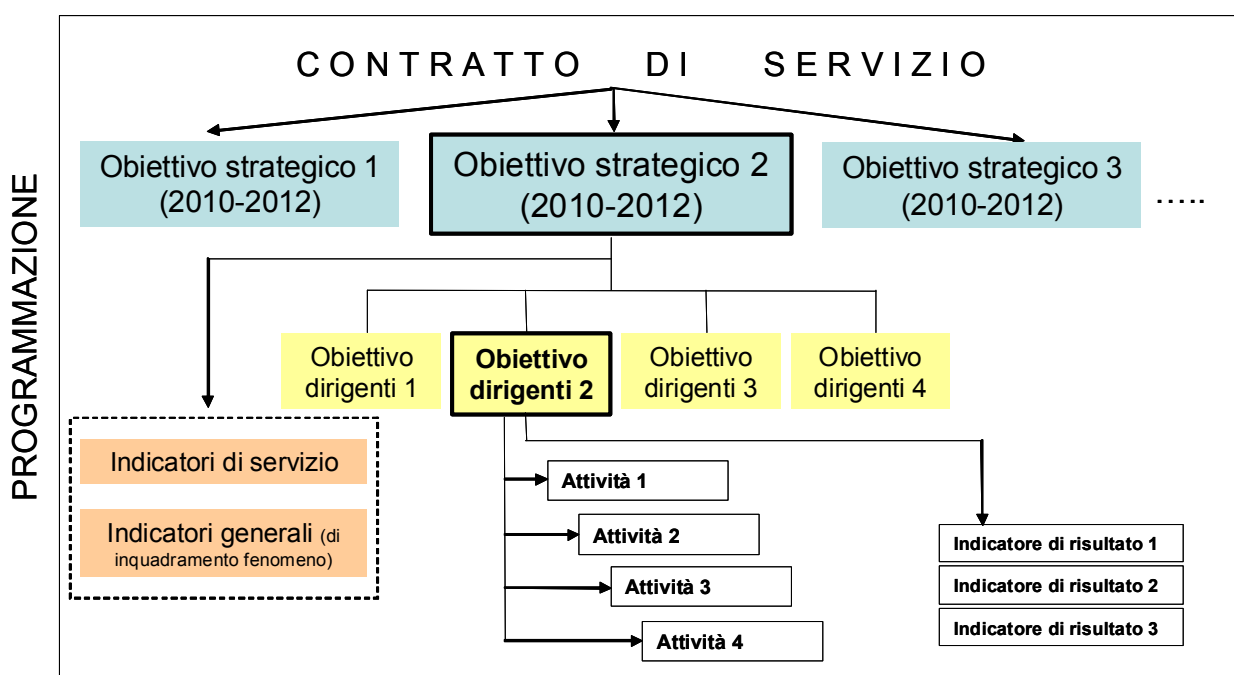 CONTRATTO DI SERVIZIO
PROGRAMMAZIONE
Obiettivo strategico 1
(2010-2012)
Obiettivo strategico 2
(2010-2012)
Obiettivo strategico 3
(2010-2012)
.....
Obiettivo
dirigenti 1
Obiettivo
dirigenti 2
Obiettivo
dirigenti 3
Obiettivo
dirigenti 4
Indicatori di servizio
Indicatori generali (di
inquadramento fenomeno)
Attività 1
Attività 2
Attività 3
Attività 4
Indicatore di risultato 1
Indicatore di risultato 2
Indicatore di risultato 3